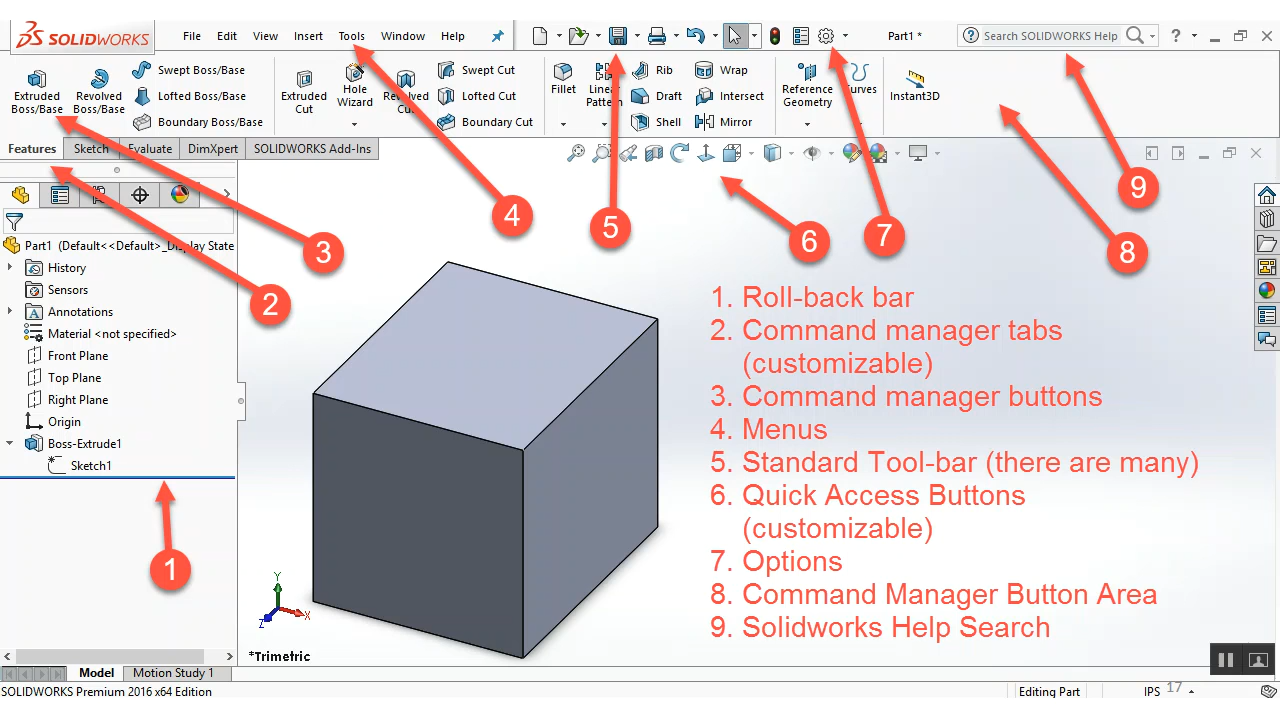 SOLIDWORKS File Edit View Insert Tools Window Help Part1 * Search SOLIDWORKS Help ?
Extruded Boss/Base
Revolved Boss/Base
Swept Boss/Base
Lofted Boss/Base
Boundary Boss/Base
Extruded Cut
Hole Wizard
Revolved Cut
Swept Cut
Lofted Cut
Boundary Cut
Fillet
Linear Pattern
Rib
Draft
Shell
Wrap
Intersect
Mirror
Reference Geometry
Curves
Instant3D
Features Sketch Evaluate DimXpert SOLIDWORKS Add-Ins
9
4
5
7
6
3
8
2
Part1 (Default<<Default>_Display State
History
Sensors
Annotations
Material <not specified>
Front Plane
Top Plane
Right Plane
Origin
Boss-Extrude1
Sketch1
1
1. Roll-back bar
2. Command manager tabs
(customizable)
3. Command manager buttons
4. Menus
5. Standard Tool-bar (there are many)
6. Quick Access Buttons
(customizable)
7. Options
8. Command Manager Button Area
9. Solidworks Help Search
Y
X
Z
*Trimetric
Model Motion Study 1
SOLIDWORKS Premium 2016 x64 Edition Editing Part IPS 17